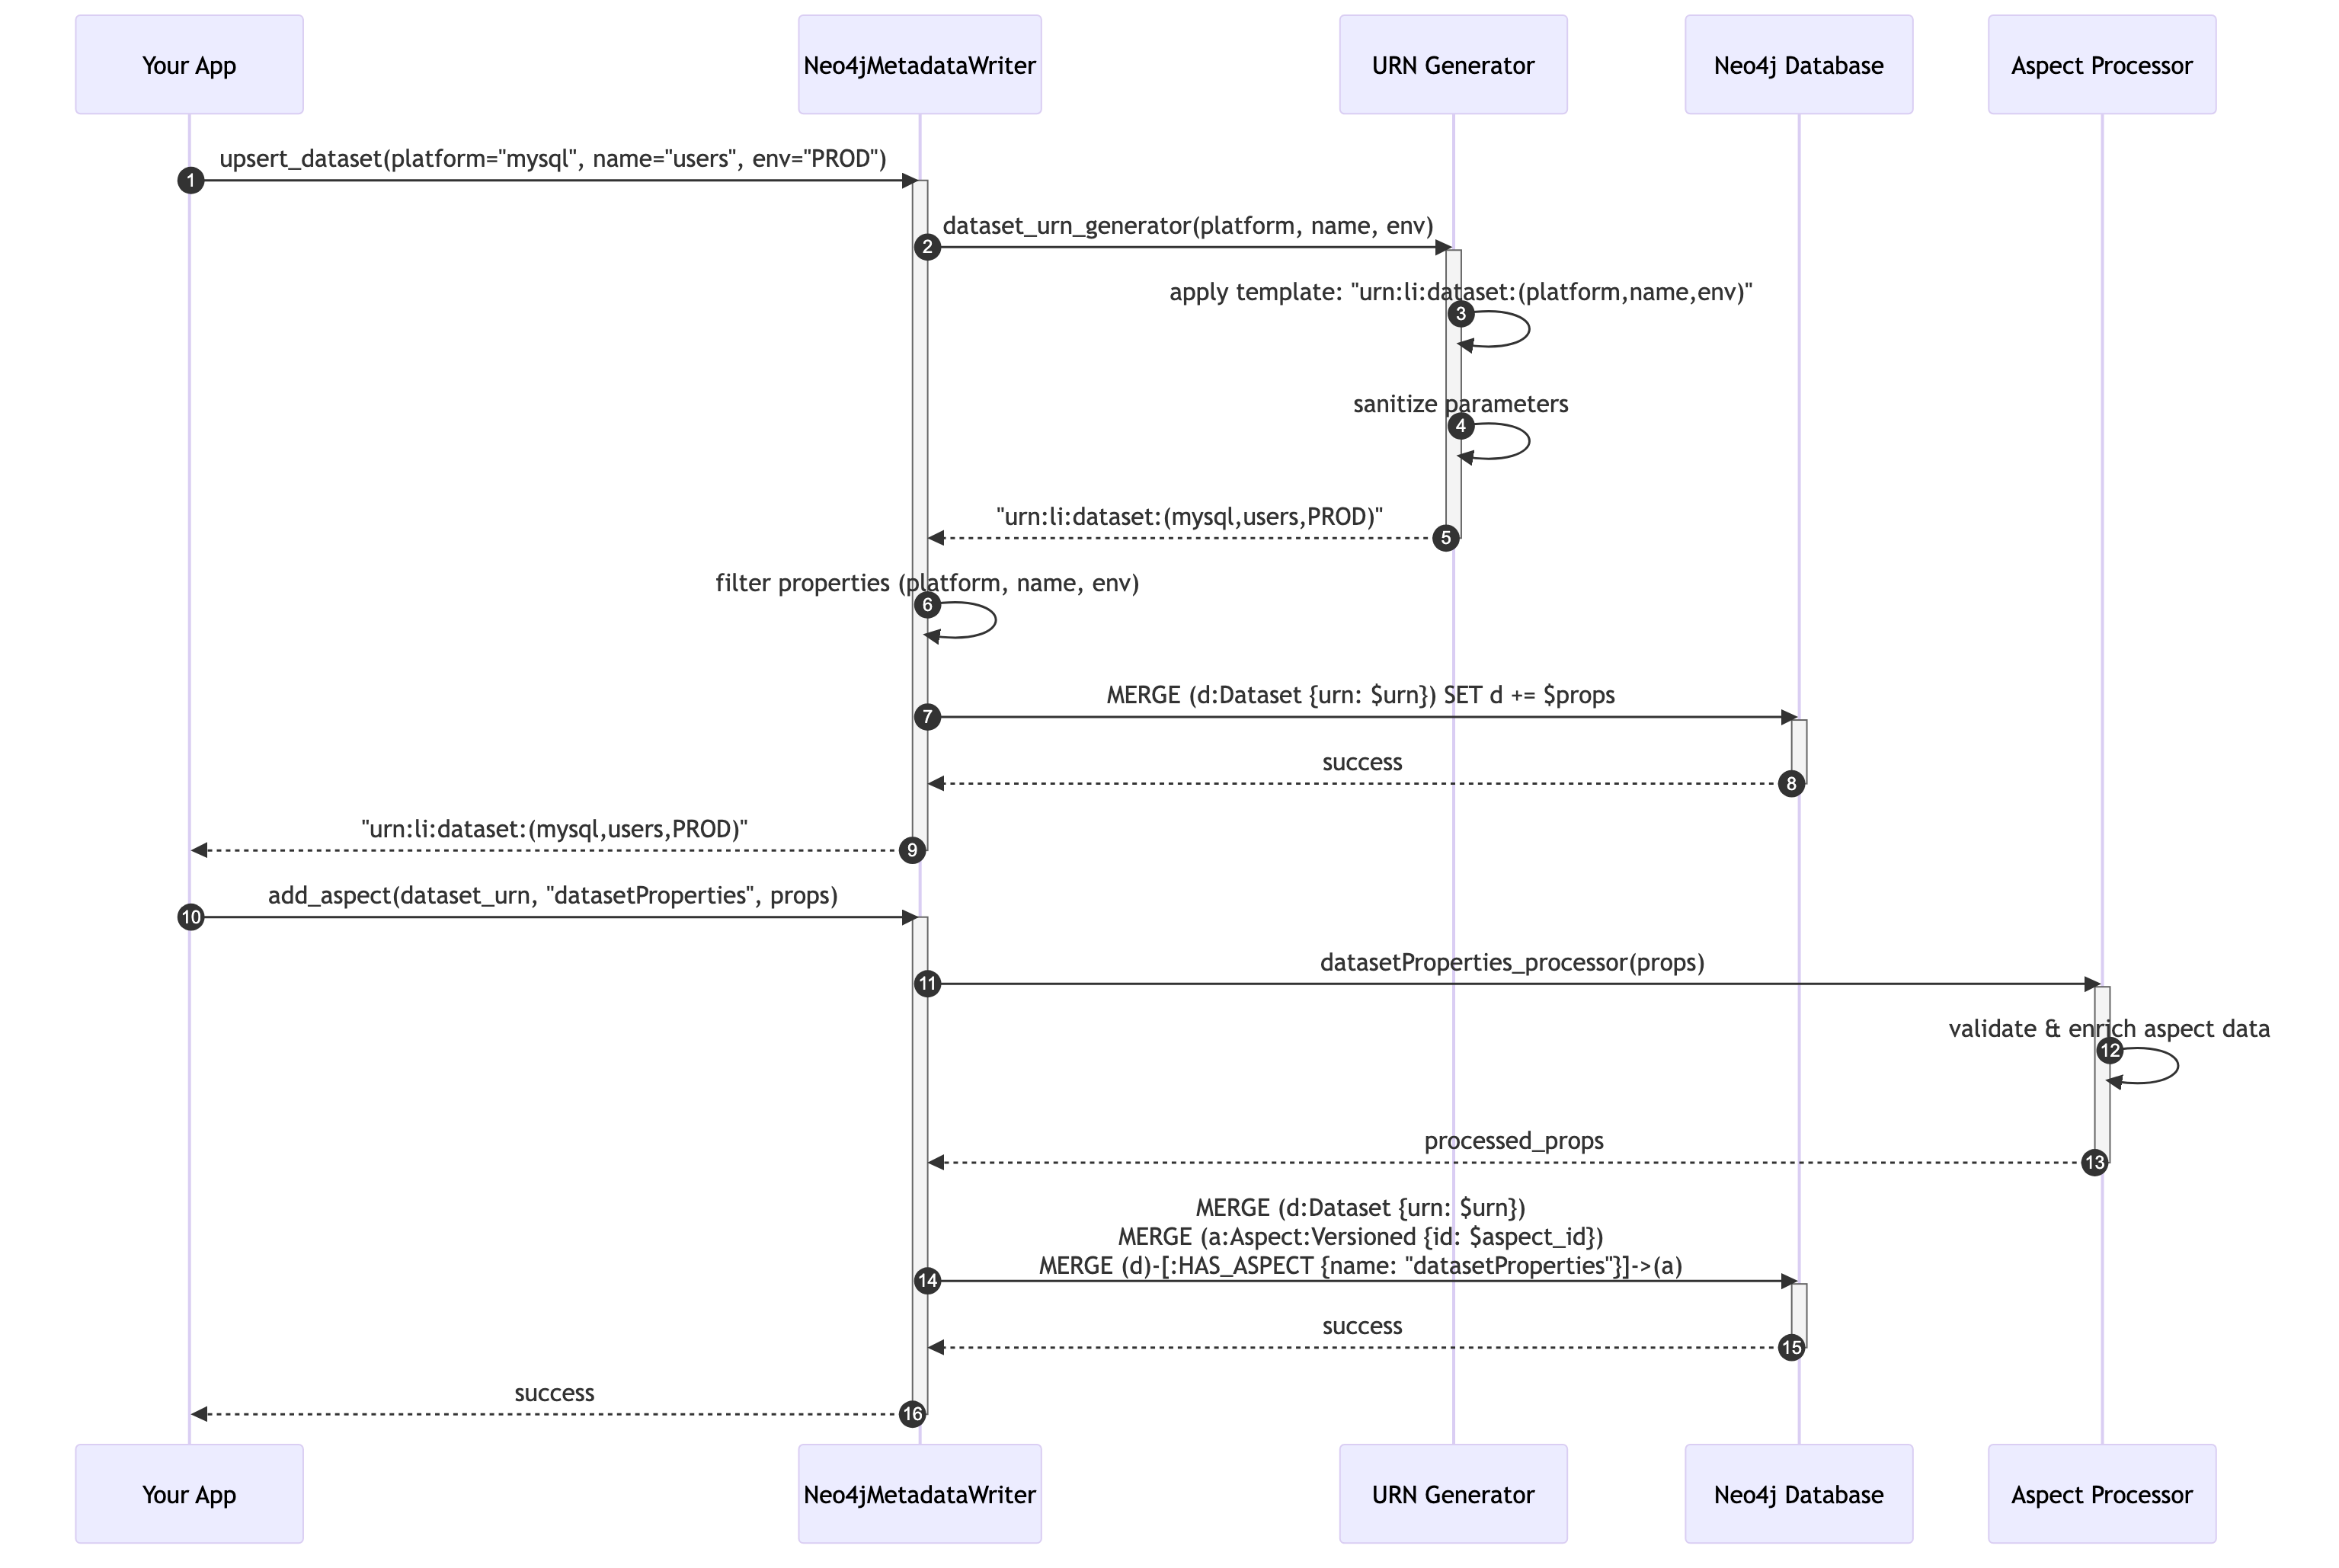 Your App
Neo4jMetadataWriter
URN Generator
Neo4j Database
Aspect Processor
upsert_dataset(platform="mysql", name="users", env="PROD")
1
dataset_urn_generator(platform, name, env)
2
apply template: "urn:li:dataset:(platform,name,env)"
3
sanitize parameters
4
"urn:li:dataset:(mysql,users,PROD)"
5
filter properties (platform, name, env)
6
MERGE (d:Dataset {urn: $urn}) SET d += $props
7
success
8
"urn:li:dataset:(mysql,users,PROD)"
9
add_aspect(dataset_urn, "datasetProperties", props)
10
datasetProperties_processor(props)
11
validate & enrich aspect data
12
processed_props
13
MERGE (d:Dataset {urn: $urn})
MERGE (a:Aspect:Versioned {id: $aspect_id})
MERGE (d)-[:HAS_ASPECT {name: "datasetProperties"}]->(a)
14
success
15
success
16
Your App
Neo4jMetadataWriter
URN Generator
Neo4j Database
Aspect Processor